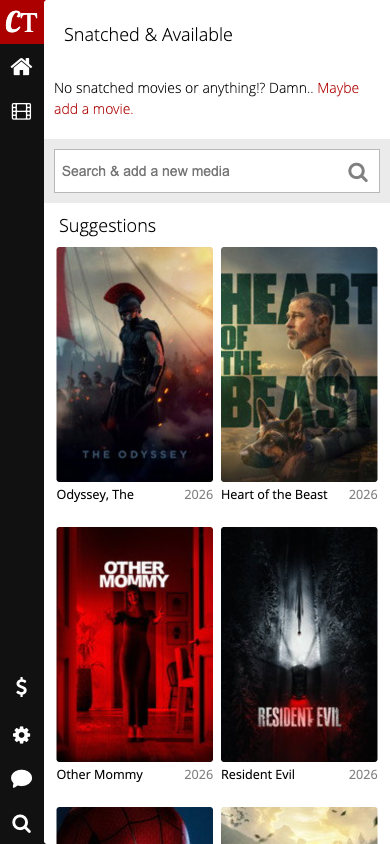 CT
Snatched & Available
No snatched movies or anything!? Damn.. Maybe
add a movie.
Search & add a new media
Suggestions
THE ODYSSEY
HEART
OF
THE
BEAST
Odyssey, The 2026
Heart of the Beast 2026
OTHER
MOMMY
RESIDENT EVIL
Other Mommy 2026
Resident Evil 2026
$